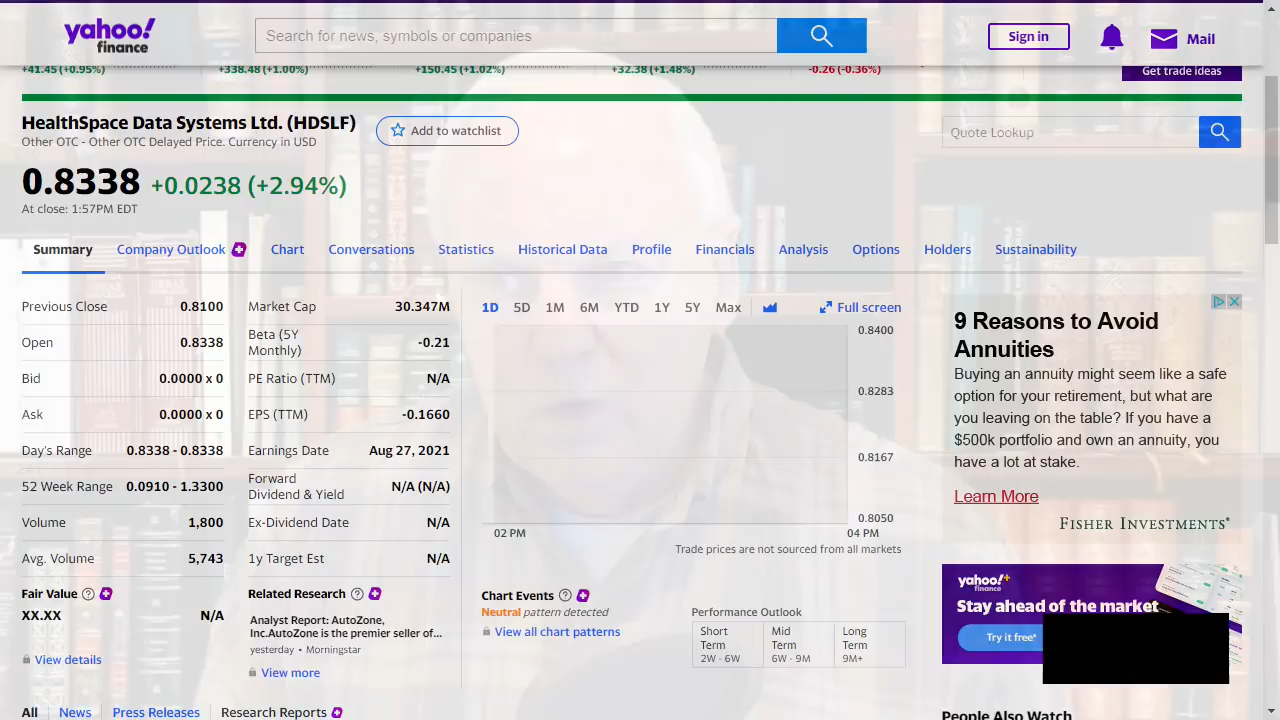 yahoo!
finance
Search for news, symbols or companies
Sign in
Mail
+41.45 (+0.95%)
+338.48 (+1.00%)
+150.45 (+1.02%)
+32.38 (+1.48%)
-0.26 (-0.36%)
Get trade ideas
HealthSpace Data Systems Ltd. (HDSLF)
Add to watchlist
Other OTC - Other OTC Delayed Price. Currency in USD
Quote Lookup
0.8338 +0.0238 (+2.94%)
At close: 1:57PM EDT
Summary Company Outlook Chart Conversations Statistics Historical Data Profile Financials Analysis Options Holders Sustainability
Previous Close 0.8100
Open 0.8338
Bid 0.0000 x 0
Ask 0.0000 x 0
Day's Range 0.8338 - 0.8338
52 Week Range 0.0910 - 1.3300
Volume 1,800
Avg. Volume 5,743
Market Cap 30.347M
Beta (5Y
Monthly) -0.21
PE Ratio (TTM) N/A
EPS (TTM) -0.1660
Earnings Date Aug 27, 2021
Forward
Dividend & Yield N/A (N/A)
Ex-Dividend Date N/A
1y Target Est N/A
1D 5D 1M 6M YTD 1Y 5Y Max Full screen
0.8400
0.8283
0.8167
0.8050
02 PM 04 PM
Trade prices are not sourced from all markets
Fair Value
XX.XX N/A
View details
Related Research
Analyst Report: AutoZone,
Inc.AutoZone is the premier seller of...
yesterday • Morningstar
View more
Chart Events
Neutral pattern detected
View all chart patterns
Performance Outlook
Short
Term
2W - 6W
Mid
Term
6W - 9M
Long
Term
9M+
9 Reasons to Avoid
Annuities
Buying an annuity might seem like a safe
option for your retirement, but what are
you leaving on the table? If you have a
$500k portfolio and own an annuity, you
have a lot at stake.
Learn More
FISHER INVESTMENTS®
yahoo!+
finance
Stay ahead of the market
Try it free*
All News Press Releases Research Reports
People Also Watch